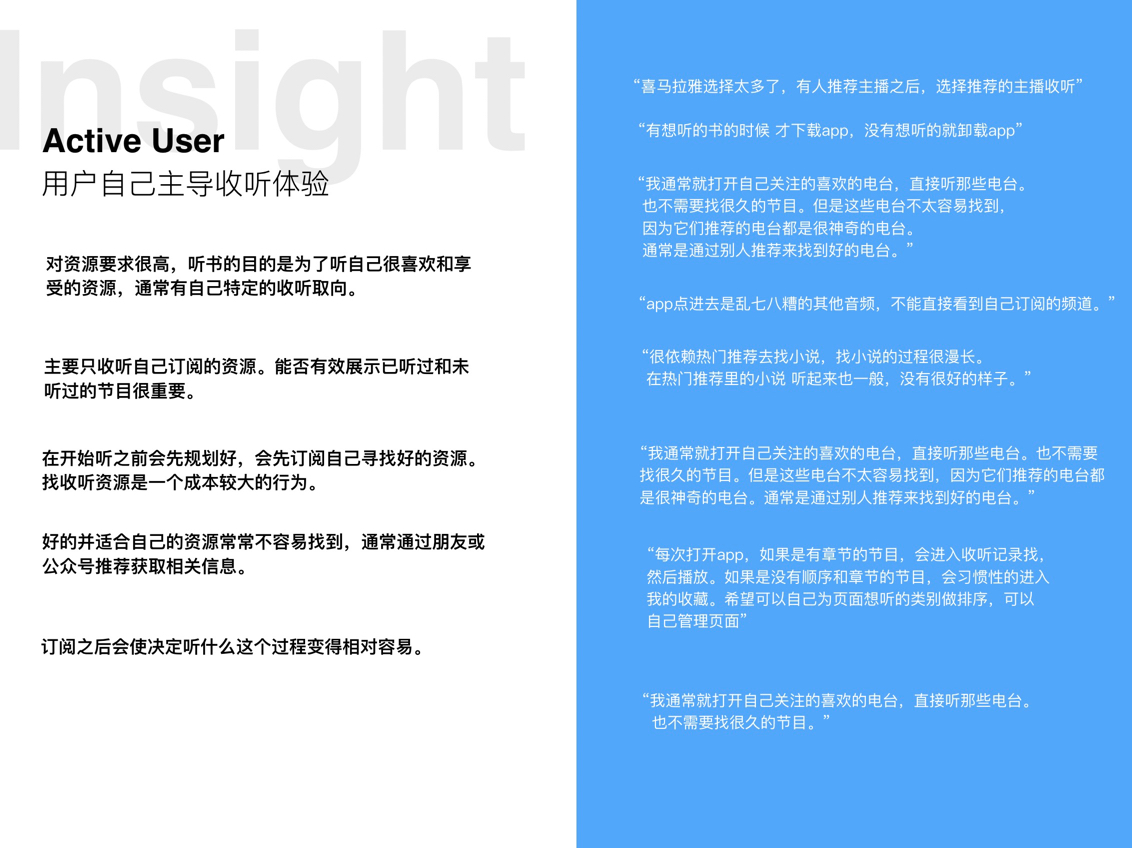 Insight
Active User
用户自己主导收听体验
对资源要求很高，听书的目的是为了听自己很喜欢和享
受的资源，通常有自己特定的收听取向。
主要只收听自己订阅的资源。能否有效展示已听过和未
听过的节目很重要。
在开始听之前会先规划好，会先订阅自己寻找好的资源。
找收听资源是一个成本较大的行为。
好的并适合自己的资源常常不容易找到，通常通过朋友或
公众号推荐获取相关信息。
订阅之后会使决定听什么这个过程变得相对容易。
“喜马拉雅选择太多了，有人推荐主播之后，选择推荐的主播收听”
“有想听的书的时候 才下载app，没有想听的就卸载app”
“我通常就打开自己关注的喜欢的电台，直接听那些电台。
也不需要找很久的节目。但是这些电台不太容易找到，
因为它们推荐的电台都是很神奇的电台。
通常是通过别人推荐来找到好的电台。”
“app点进去是乱七八糟的其他音频，不能直接看到自己订阅的频道。”
“很依赖热门推荐去找小说，找小说的过程很漫长。
在热门推荐里的小说 听起来也一般，没有很好的样子。”
“我通常就打开自己关注的喜欢的电台，直接听那些电台。也不需要
找很久的节目。但是这些电台不太容易找到，因为它们推荐的电台都
是很神奇的电台。通常是通过别人推荐来找到好的电台。”
“每次打开app，如果是有章节的节目，会进入收听记录找，
然后播放。如果是没有顺序和章节的节目，会习惯性的进入
我的收藏。希望可以自己为页面想听的类别做排序，可以
自己管理页面”
“我通常就打开自己关注的喜欢的电台，直接听那些电台。
也不需要找很久的节目。”